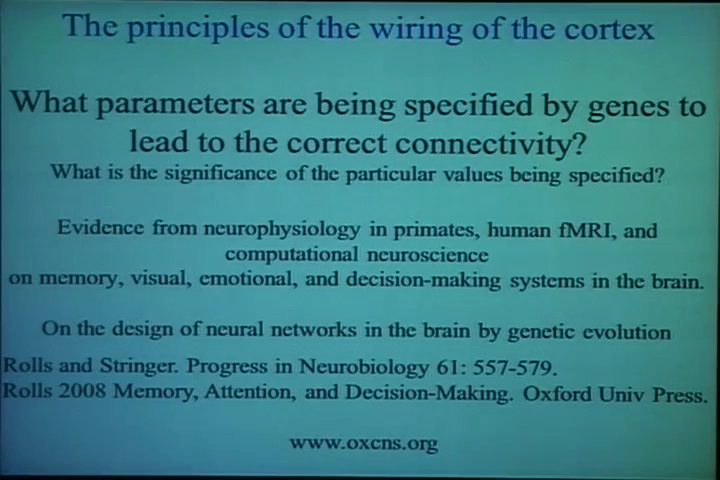 The principles of the wiring of the cortex
What parameters are being specified by genes to
lead to the correct connectivity?
What is the significance of the particular values being specified?
Evidence from neurophysiology in primates, human fMRI, and
computational neuroscience
on memory, visual, emotional, and decision-making systems in the brain.
On the design of neural networks in the brain by genetic evolution
Rolls and Stringer. Progress in Neurobiology 61: 557-579.
Rolls 2008 Memory, Attention, and Decision-Making. Oxford Univ Press.
www.oxcns.org